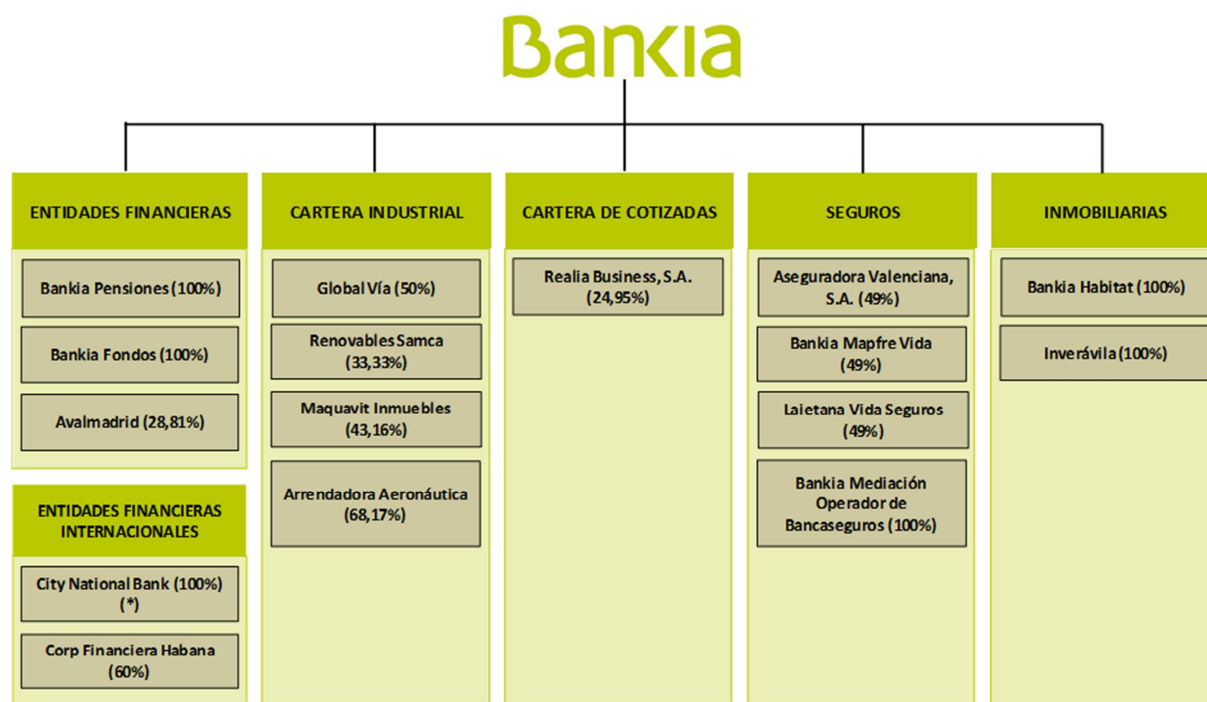 Bankia
ENTIDADES FINANCIERAS
Bankia Pensiones (100%)
Bankia Fondos (100%)
Avalmadrid (28,81%)
ENTIDADES FINANCIERAS
INTERNACIONALES
City National Bank (100%)
(*)
Corp Financiera Habana
(60%)
CARTERA INDUSTRIAL
Global Vía (50%)
Renovables Samca
(33,33%)
Maquavit Inmuebles
(43,16%)
Arrendadora Aeronáutica
(68,17%)
CARTERA DE COTIZADAS
Realia Business, S.A.
(24,95%)
SEGUROS
Aseguradora Valenciana,
S.A. (49%)
Bankia Mapfre Vida
(49%)
Laietana Vida Seguros
(49%)
Bankia Mediación
Operador de
Bancaseguros (100%)
INMOBILIARIAS
Bankia Habitat (100%)
Inverávila (100%)